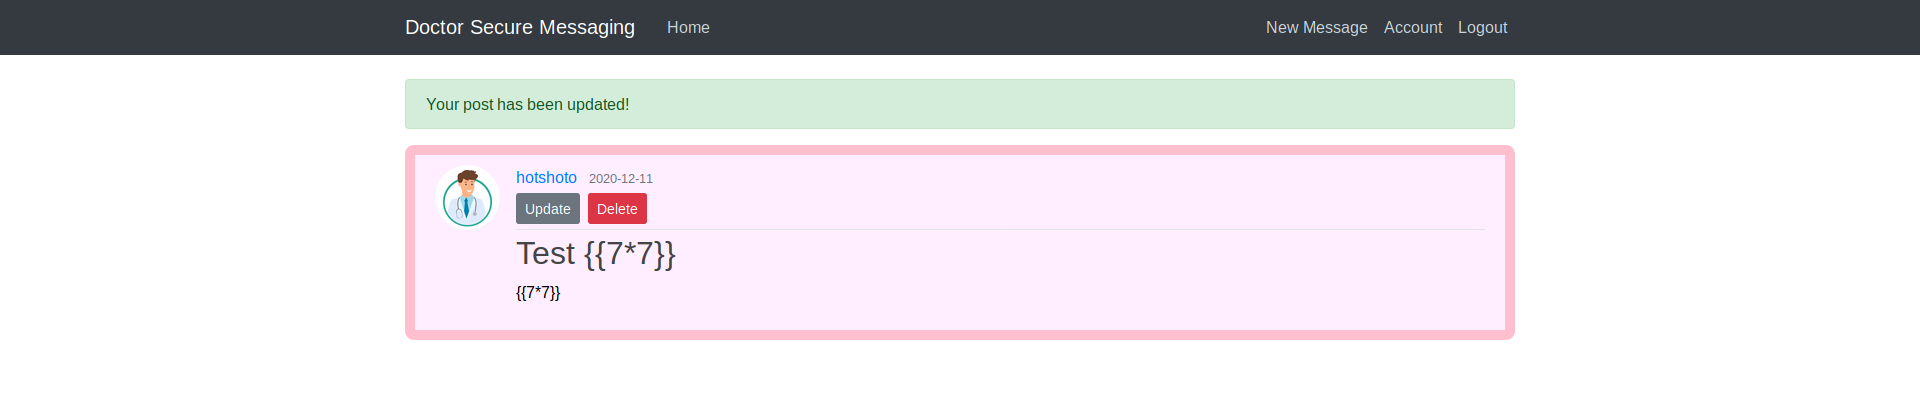 Doctor Secure Messaging Home New Message Account Logout
Your post has been updated!
hotshoto 2020-12-11
Update Delete
Test {{7*7}}
{{7*7}}